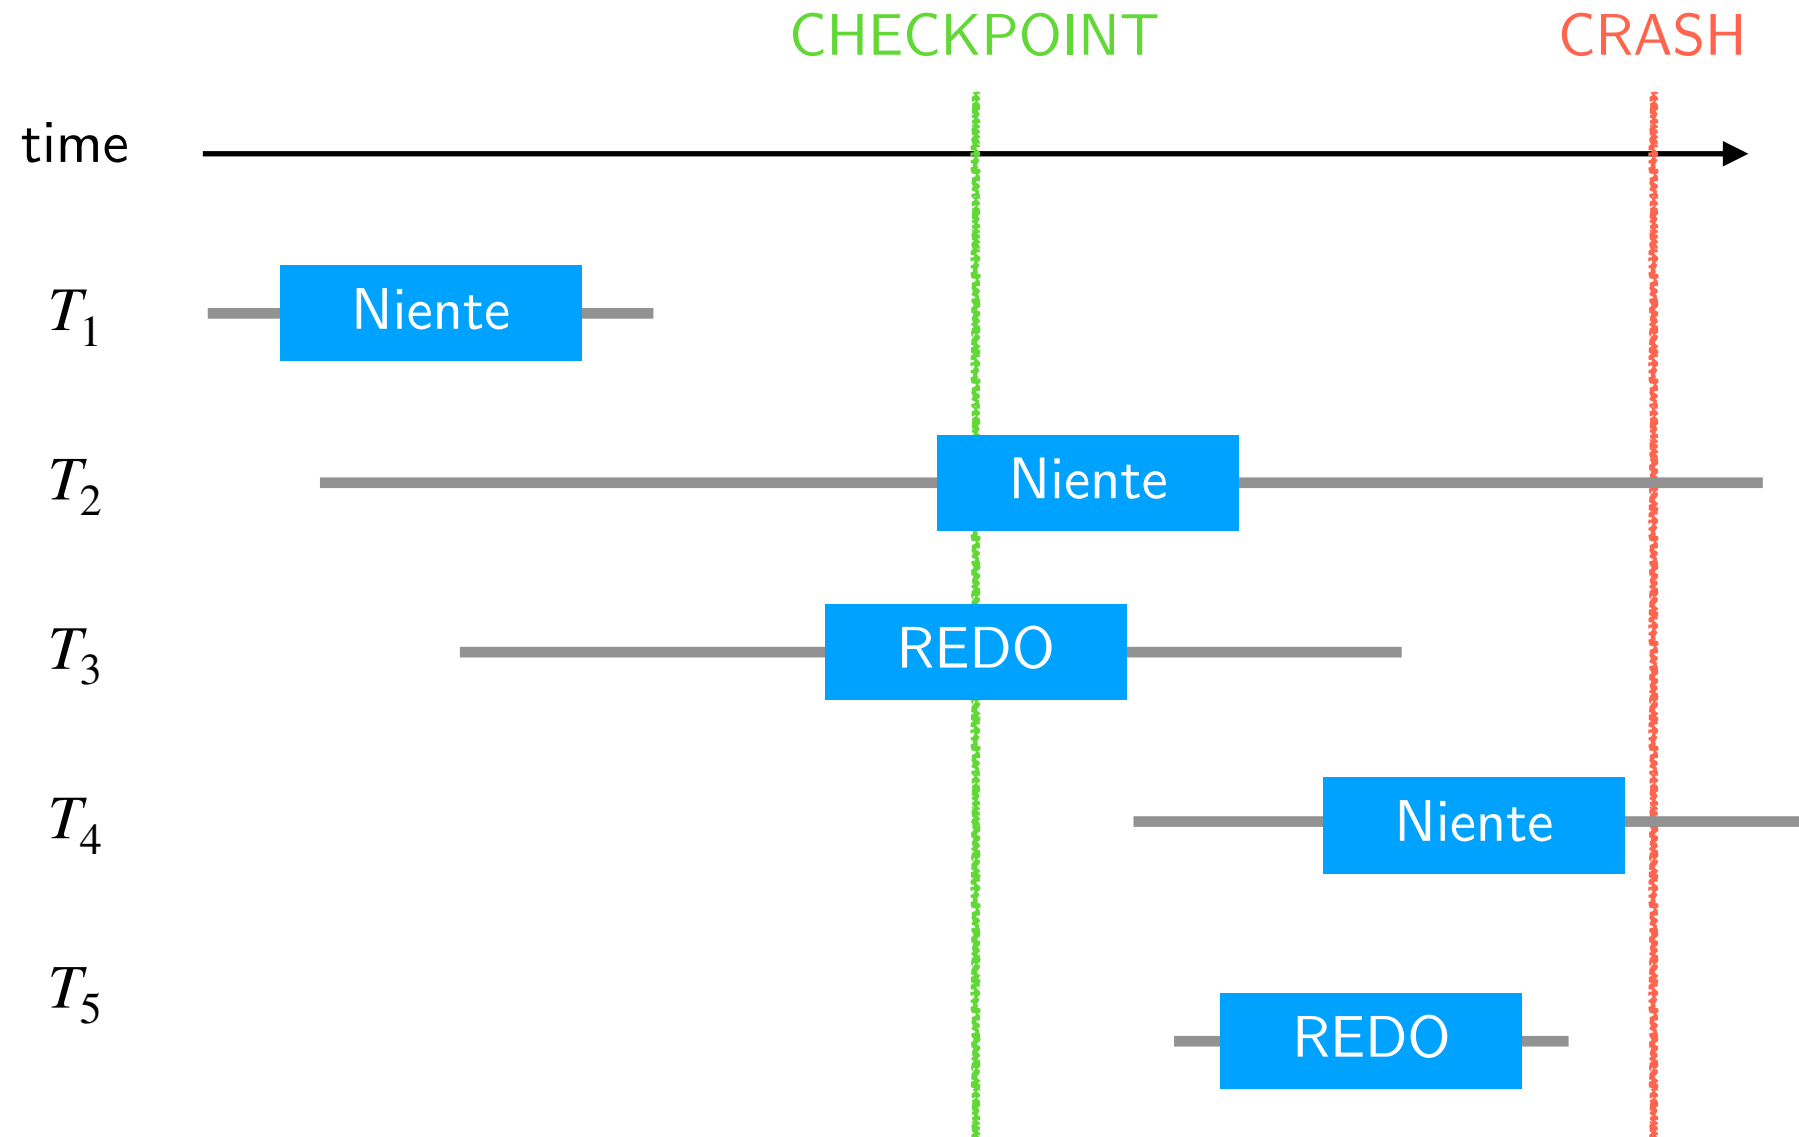 CHECKPOINT CRASH
time
T1 Niente
T2 Niente
T3 REDO
T4 Niente
T5 REDO